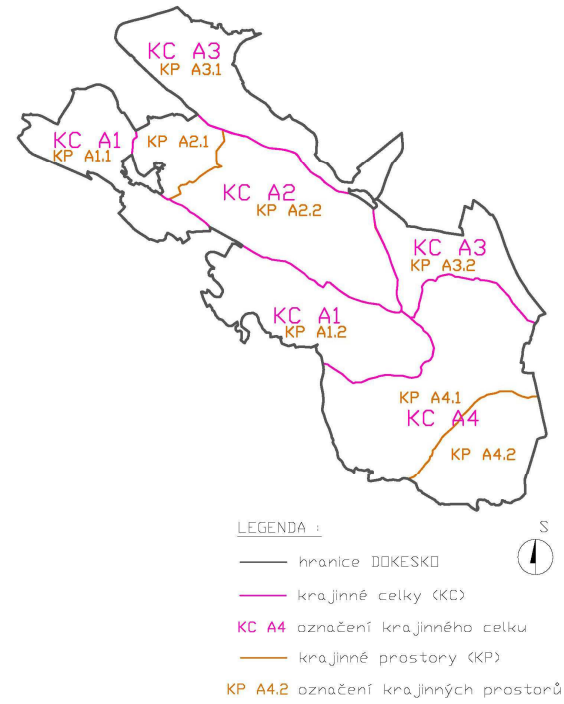 KC A3
KP A3.1
KC A1
KP A1.1
KP A2.1
KC A2
KP A2.2
KC A3
KP A3.2
KC A1
KP A1.2
KP A4.1
KC A4
KP A4.2
LEGENDA :
S
hranice DOKESKO
krajinné celky (KC)
KC A4 označení krajinného celku
krajinné prostory (KP)
KP A4.2 označení krajinných prostorů